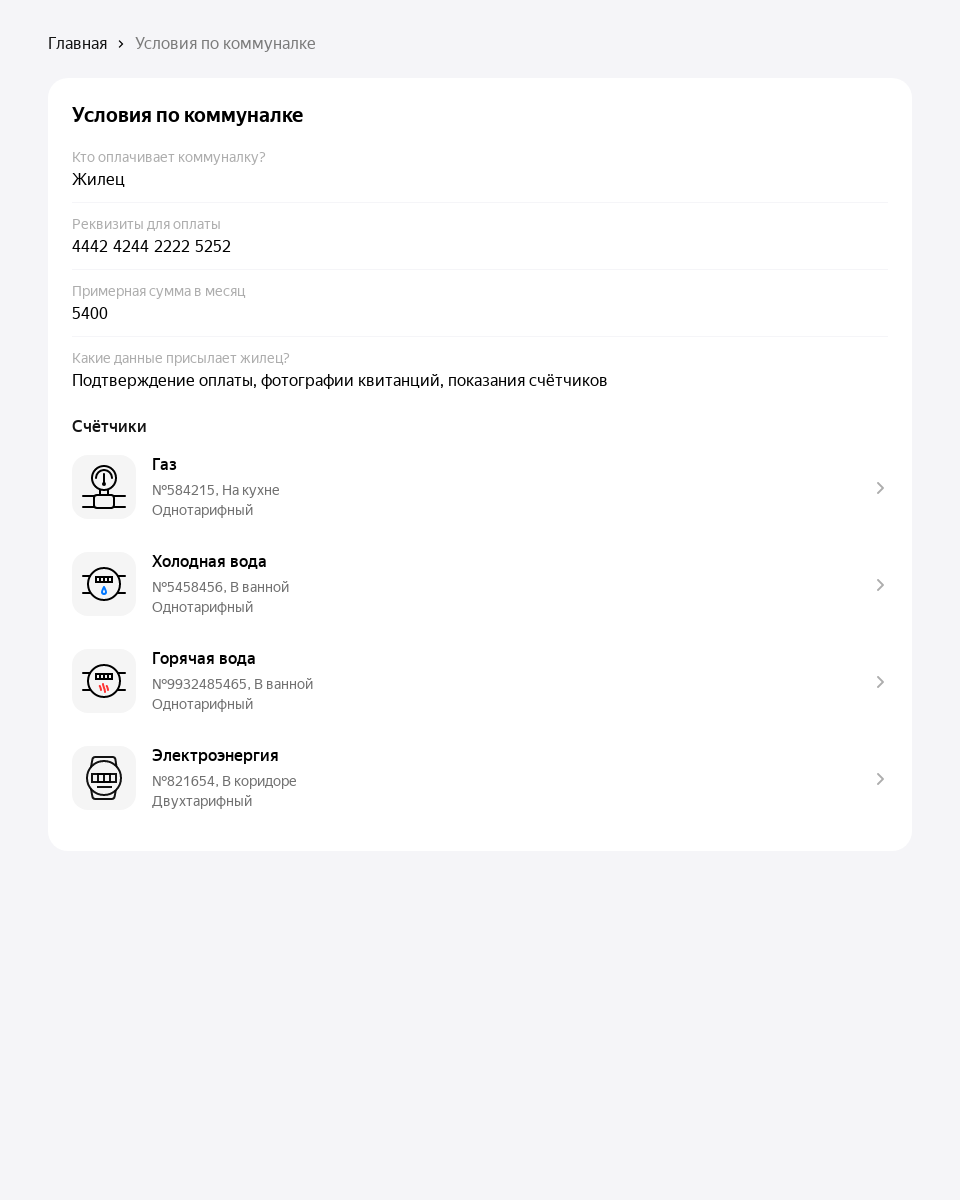 Главная › Условия по коммуналке
Условия по коммуналке
Кто оплачивает коммуналку?
Жилец
Реквизиты для оплаты
4442 4244 2222 5252
Примерная сумма в месяц
5400
Какие данные присылает жилец?
Подтверждение оплаты, фотографии квитанций, показания счётчиков
Счётчики
Газ
№584215, На кухне
Однотарифный
Холодная вода
№5458456, В ванной
Однотарифный
Горячая вода
№9932485465, В ванной
Однотарифный
Электроэнергия
№821654, В коридоре
Двухтарифный